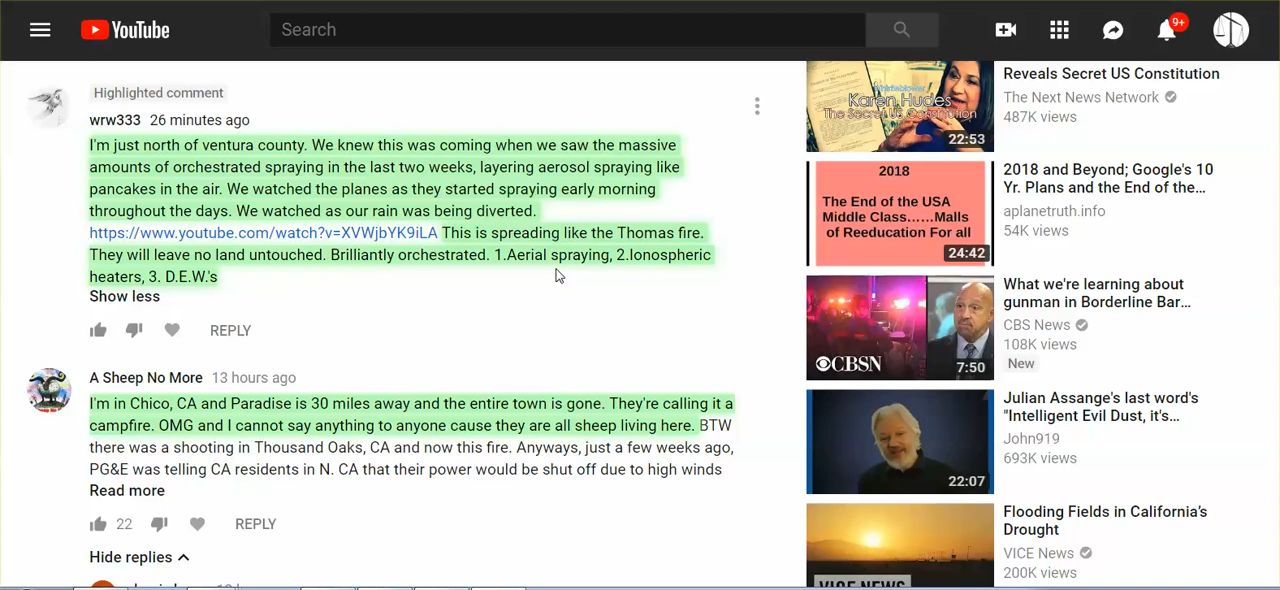 YouTube
Search
9+
Highlighted comment
wrw333 26 minutes ago
I'm just north of ventura county. We knew this was coming when we saw the massive
amounts of orchestrated spraying in the last two weeks, layering aerosol spraying like
pancakes in the air. We watched the planes as they started spraying early morning
throughout the days. We watched as our rain was being diverted.
https://www.youtube.com/watch?v=XVWjbYK9iLA This is spreading like the Thomas fire.
They will leave no land untouched. Brilliantly orchestrated. 1.Aerial spraying, 2.Ionospheric
heaters, 3. D.E.W.'s
Show less
REPLY
A Sheep No More 13 hours ago
I'm in Chico, CA and Paradise is 30 miles away and the entire town is gone. They're calling it a
campfire. OMG and I cannot say anything to anyone cause they are all sheep living here. BTW
there was a shooting in Thousand Oaks, CA and now this fire. Anyways, just a few weeks ago,
PG&E was telling CA residents in N. CA that their power would be shut off due to high winds
Read more
22 REPLY
Hide replies
Karen Hudes
The Secret US Constitution
22:53
Reveals Secret US Constitution
The Next News Network
487K views
2018
The End of the USA
Middle Class......Malls
of Reeducation For all
24:42
2018 and Beyond; Google's 10
Yr. Plans and the End of the...
aplanetruth.info
54K views
CBSN
7:50
What we're learning about
gunman in Borderline Bar...
CBS News
108K views
New
22:07
Julian Assange's last word's
"Intelligent Evil Dust, it's...
John919
693K views
VICE NEWS
Flooding Fields in California's
Drought
VICE News
200K views